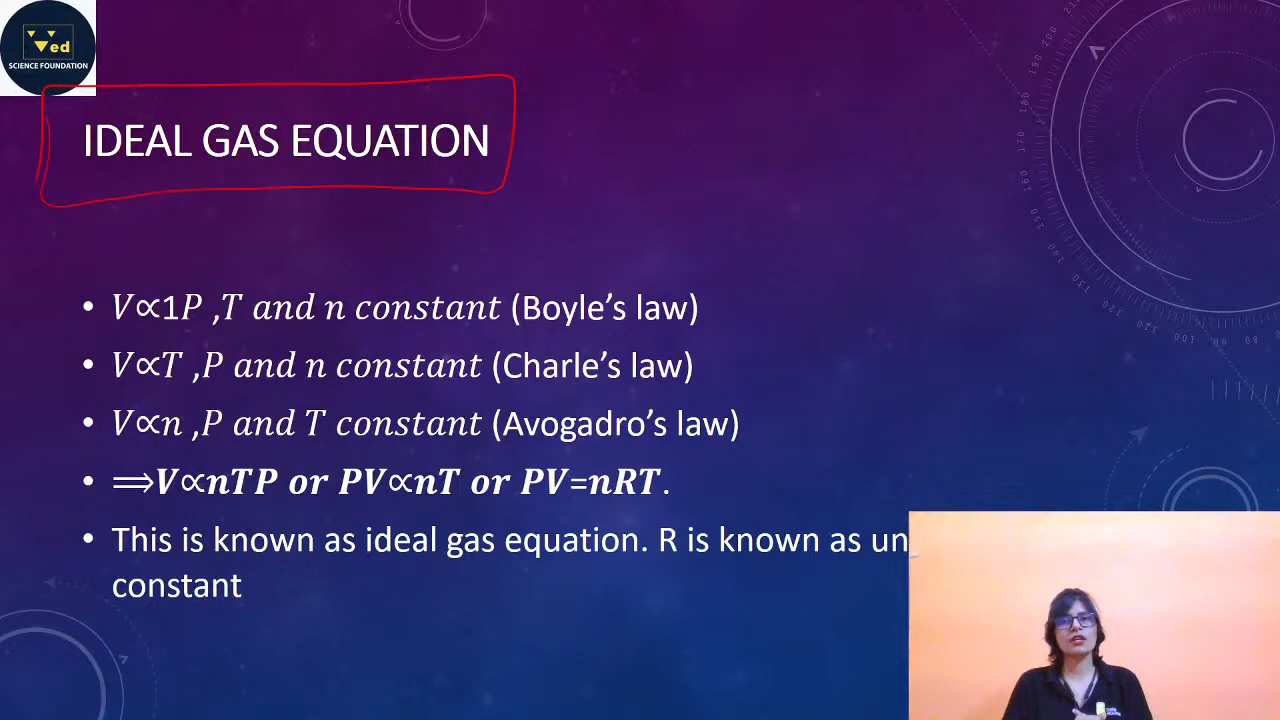 Ved
SCIENCE FOUNDATION
IDEAL GAS EQUATION
• V∝1P ,T and n constant (Boyle’s law)
• V∝T ,P and n constant (Charle’s law)
• V∝n ,P and T constant (Avogadro’s law)
• ⟹V∝nTP or PV∝nT or PV=nRT.
• This is known as ideal gas equation. R is known as un
constant